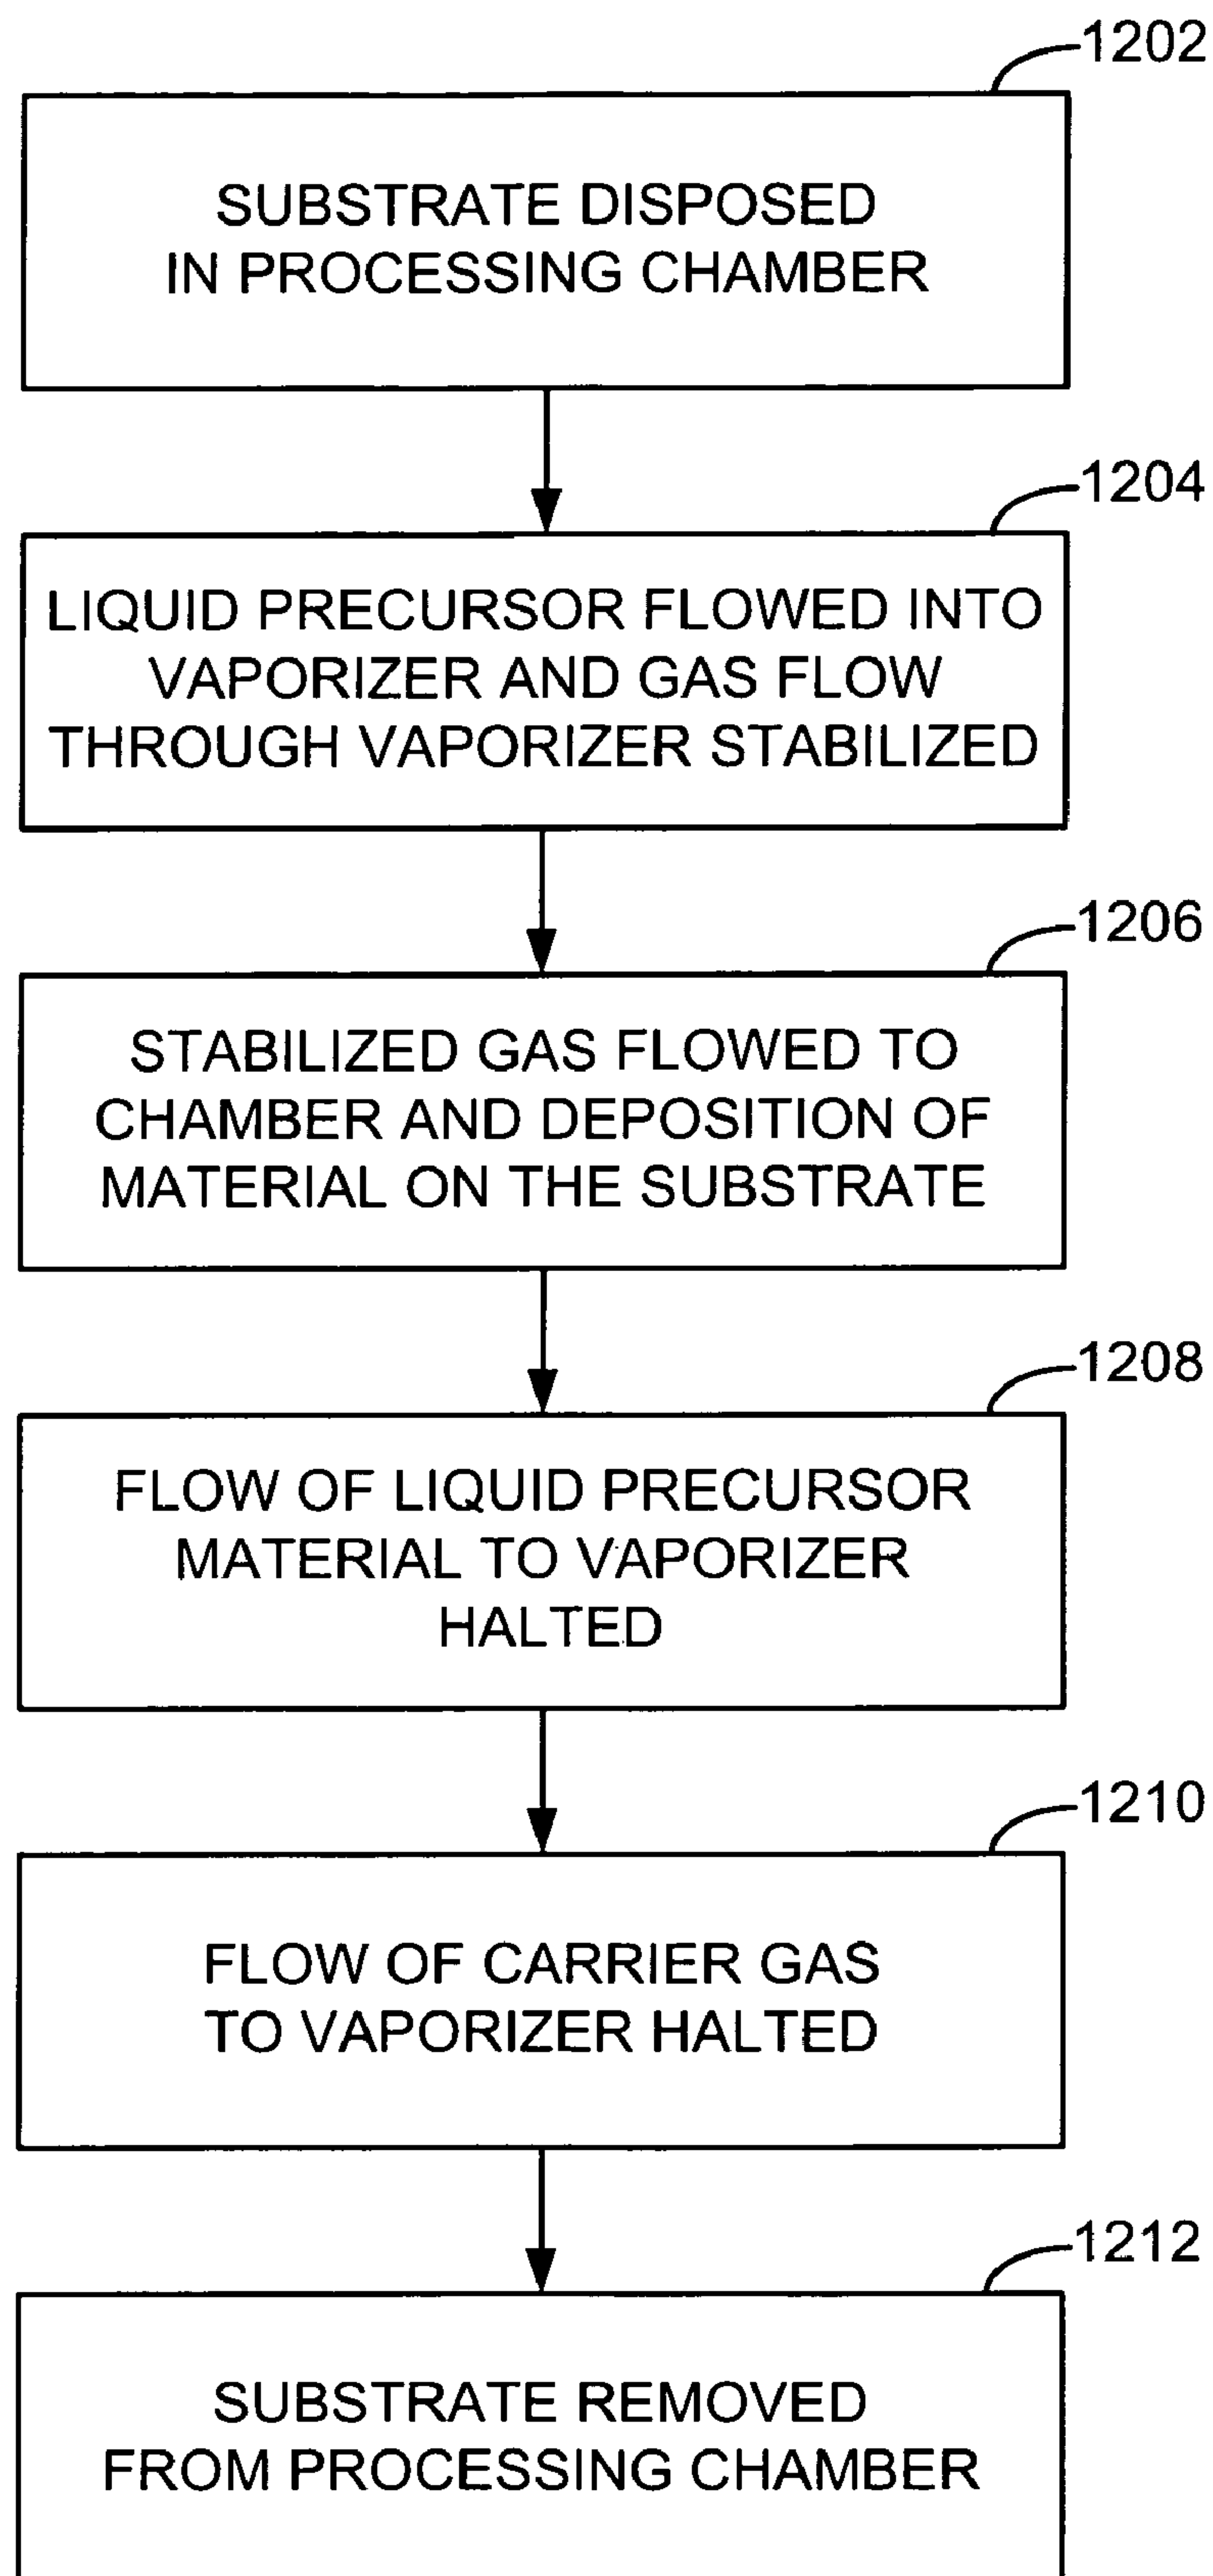 1202
SUBSTRATE DISPOSED
IN PROCESSING CHAMBER
1204
LIQUID PRECURSOR FLOWED INTO
VAPORIZER AND GAS FLOW
THROUGH VAPORIZER STABILIZED
1206
STABILIZED GAS FLOWED TO
CHAMBER AND DEPOSITION OF
MATERIAL ON THE SUBSTRATE
1208
FLOW OF LIQUID PRECURSOR
MATERIAL TO VAPORIZER
HALTED
1210
FLOW OF CARRIER GAS
TO VAPORIZER HALTED
1212
SUBSTRATE REMOVED
FROM PROCESSING CHAMBER